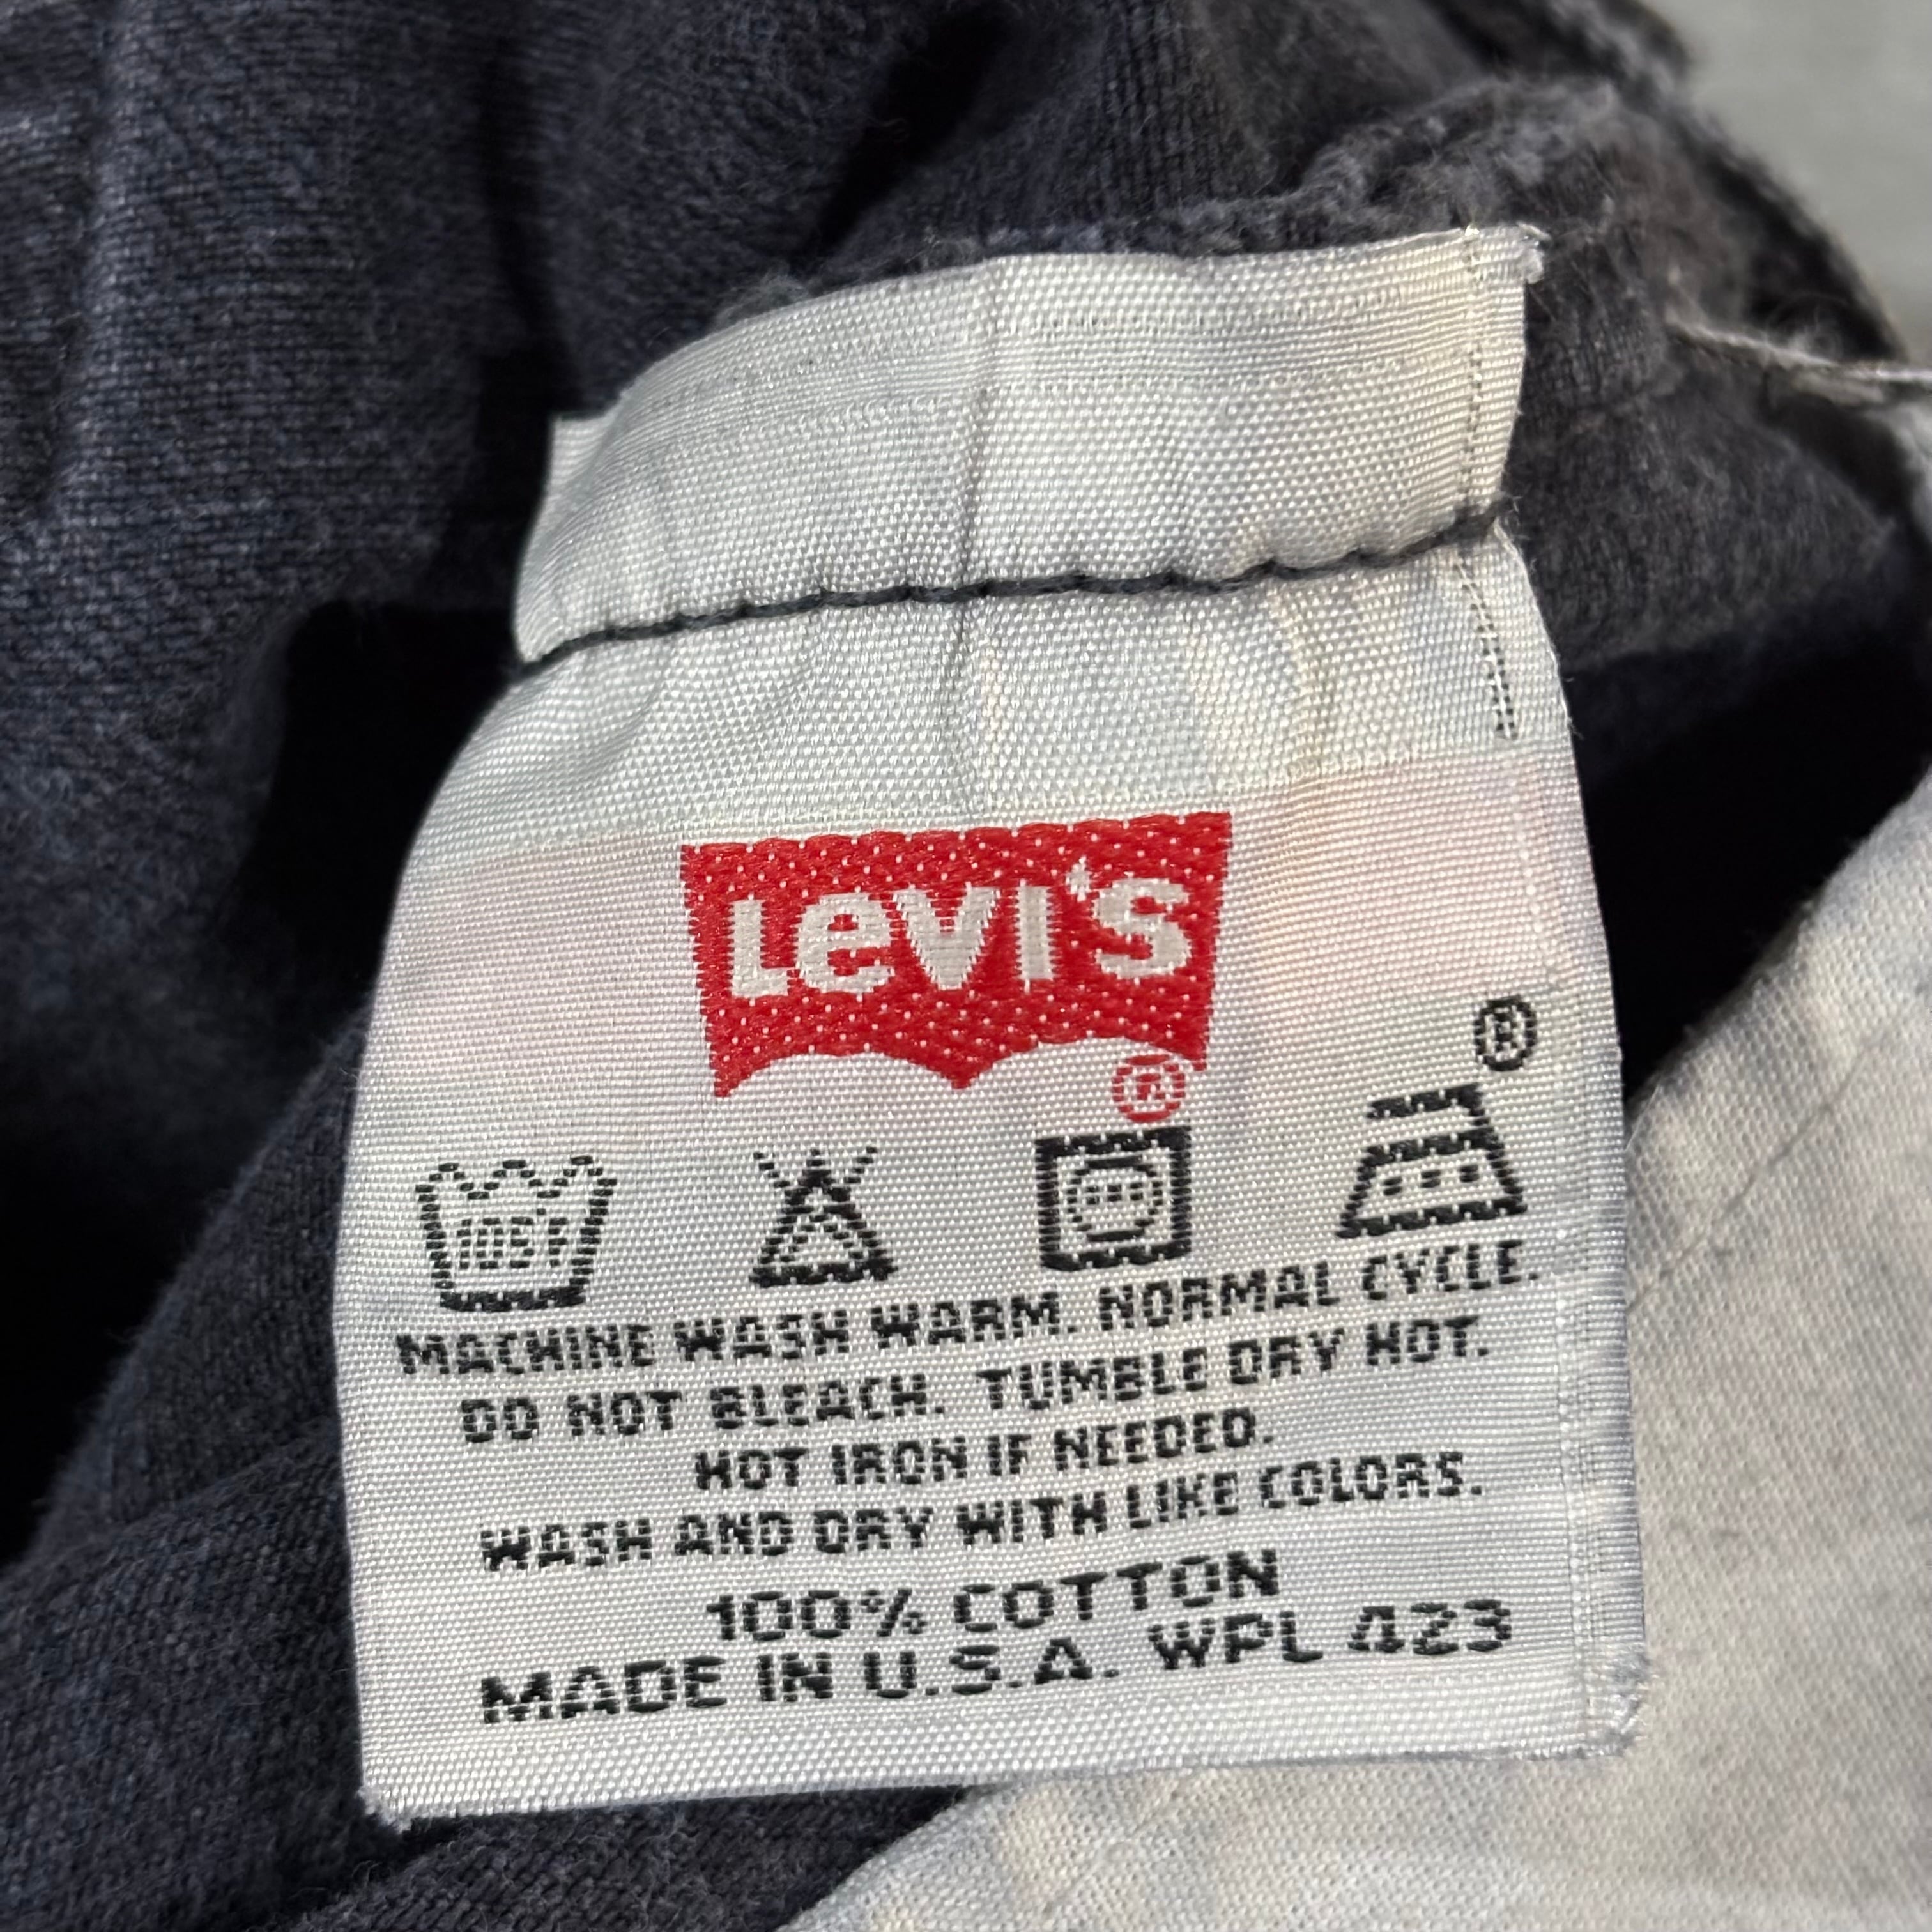 LEVI'S
®
®
105°F
MACHINE WASH WARM. NORMAL CYCLE.
DO NOT BLEACH. TUMBLE DRY HOT.
HOT IRON IF NEEDED.
WASH AND DRY WITH LIKE COLORS.
100% COTTON
MADE IN U.S.A. WPL 423